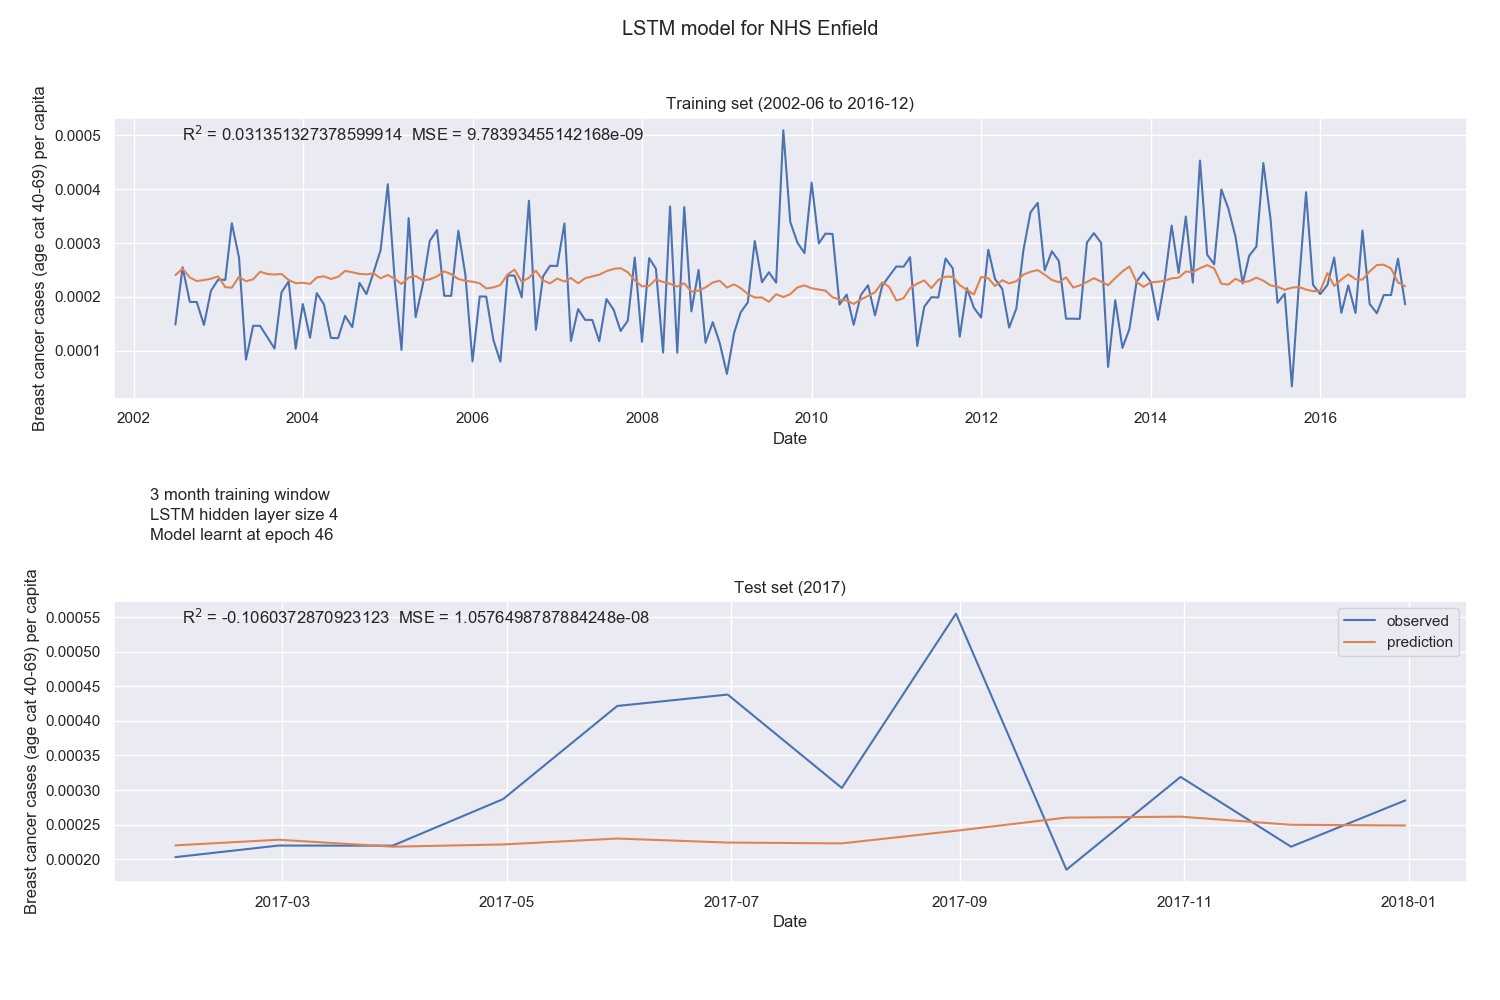 LSTM model for NHS Enfield
Training set (2002-06 to 2016-12)
R² = 0.031351327378599914 MSE = 9.78393455142168e-09
Breast cancer cases (age cat 40-69) per capita
0.0005
0.0004
0.0003
0.0002
0.0001
2002 2004 2006 2008 2010 2012 2014 2016
Date
3 month training window
LSTM hidden layer size 4
Model learnt at epoch 46
Test set (2017)
R² = -0.1060372870923123 MSE = 1.0576498787884248e-08
observed
prediction
Breast cancer cases (age cat 40-69) per capita
0.00055
0.00050
0.00045
0.00040
0.00035
0.00030
0.00025
0.00020
2017-03 2017-05 2017-07 2017-09 2017-11 2018-01
Date